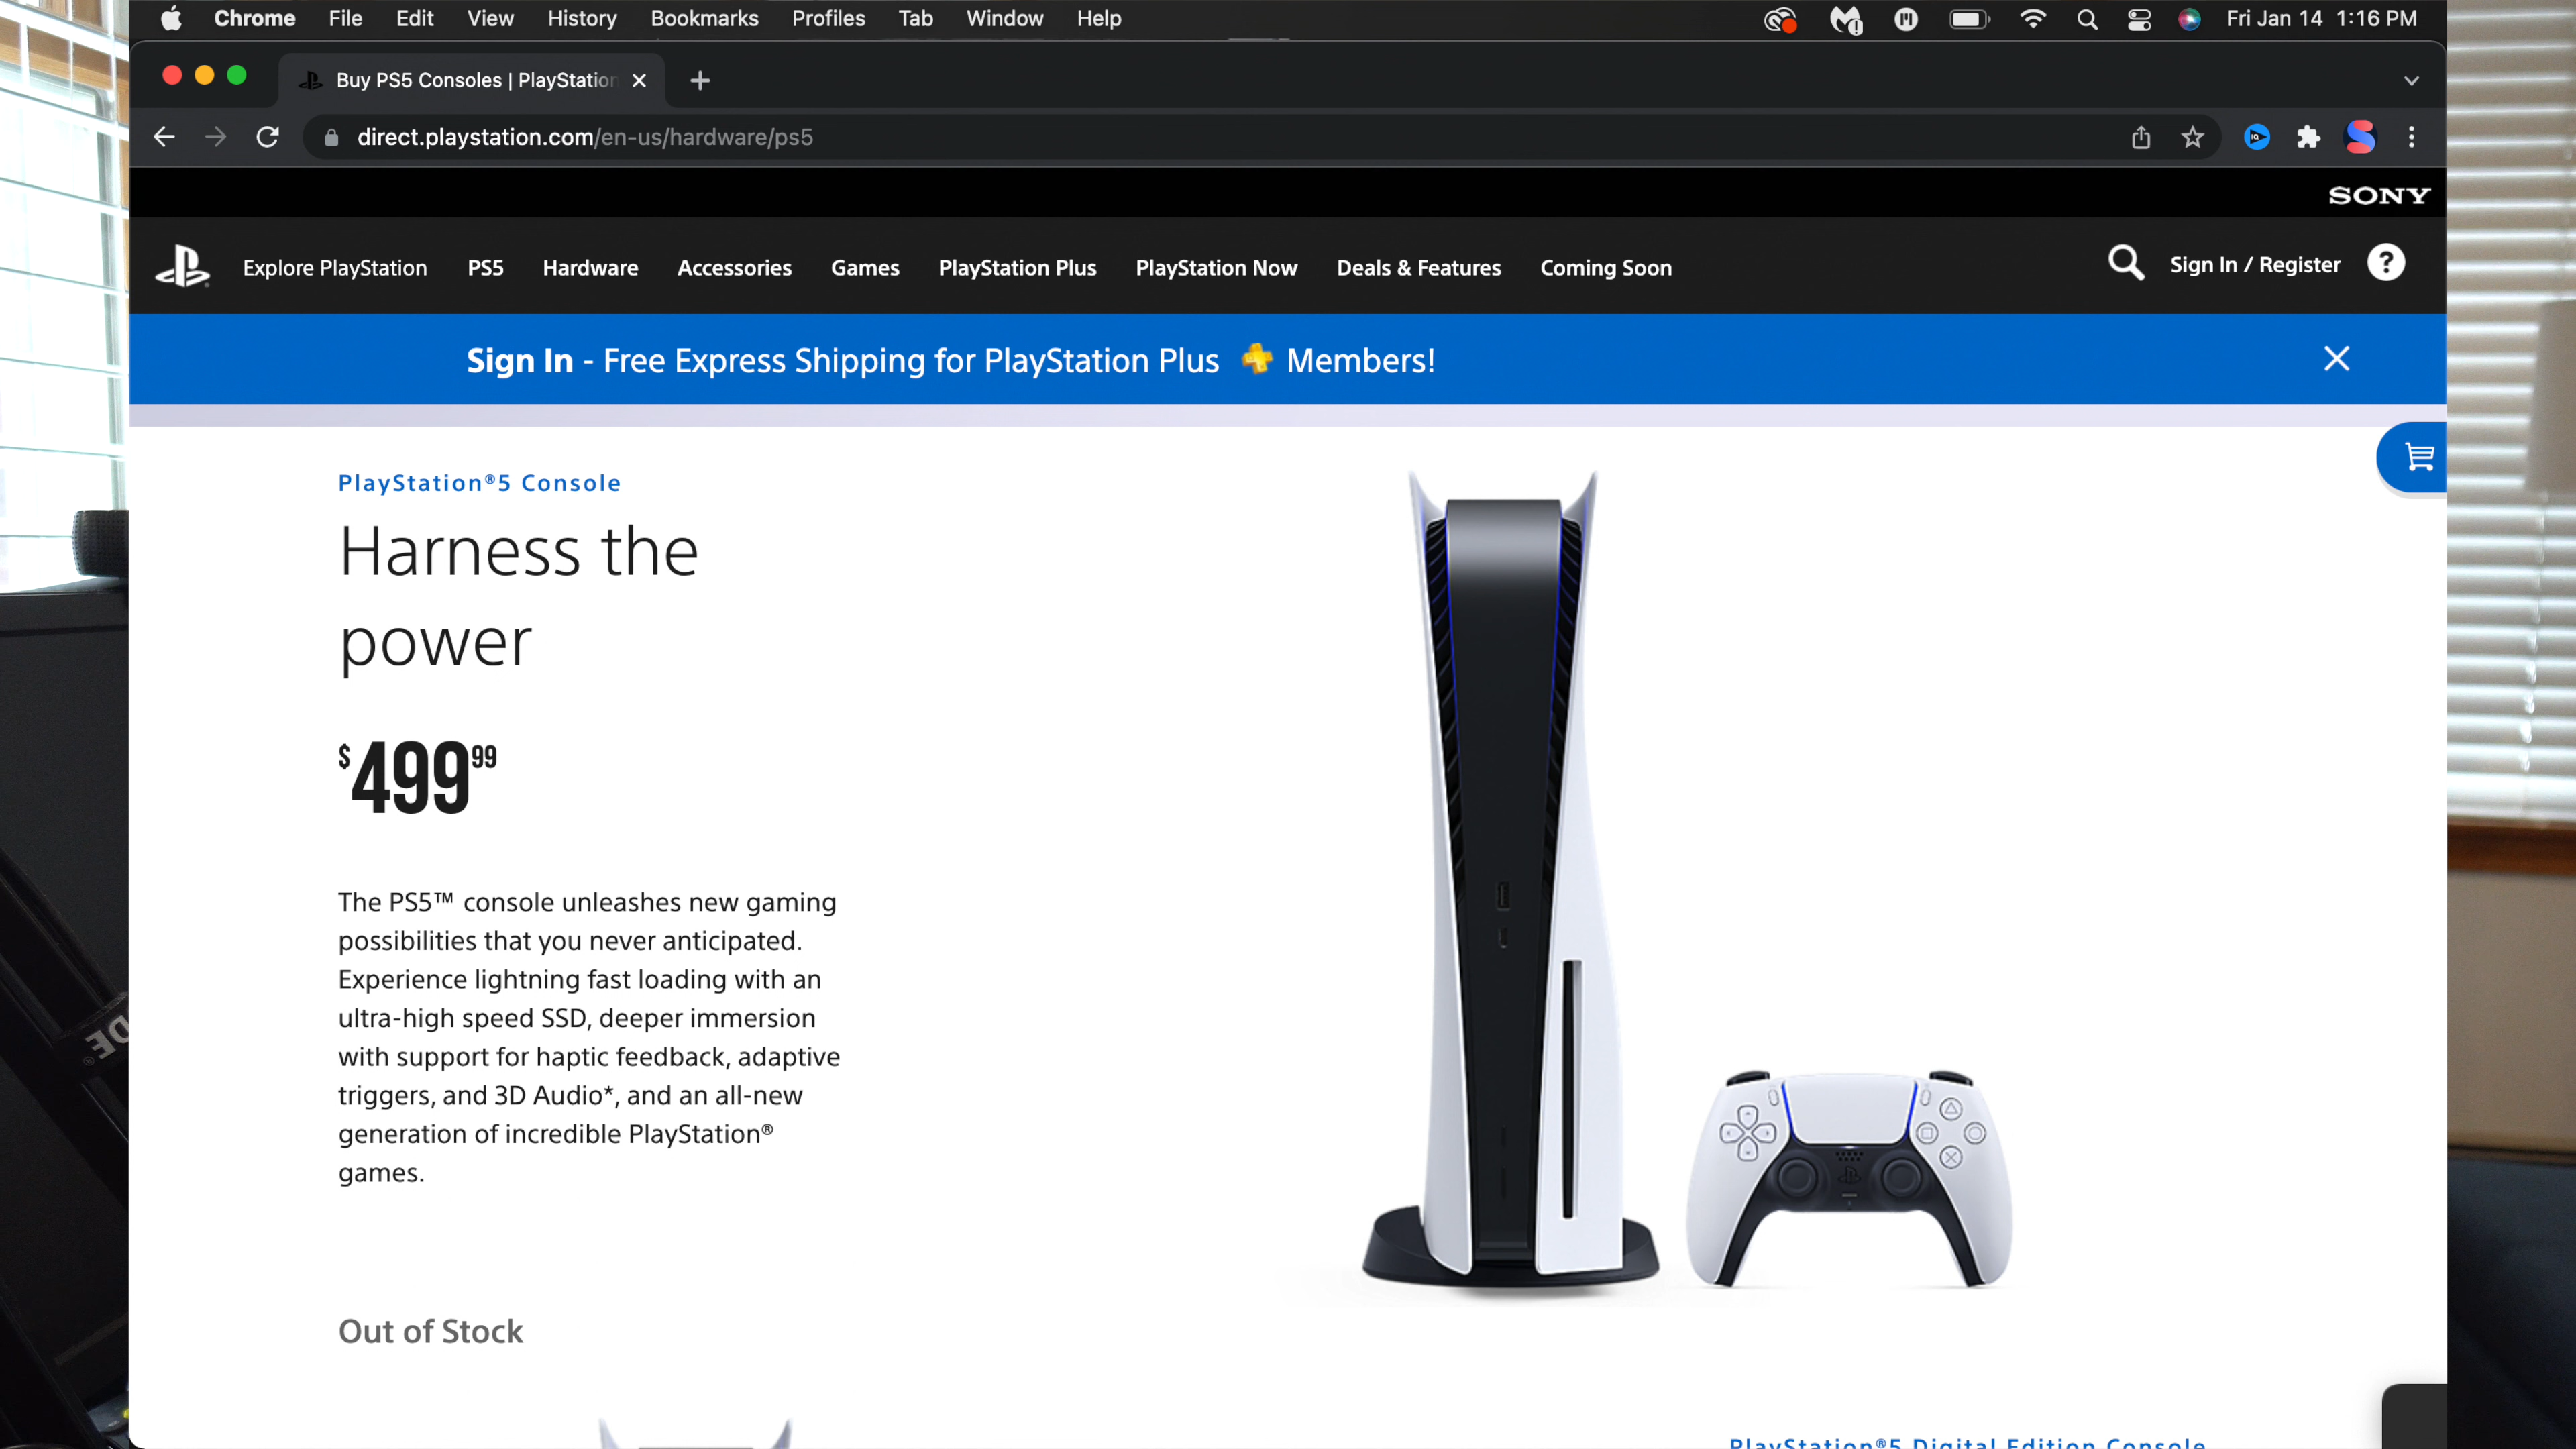 Chrome File Edit View History Bookmarks Profiles Tab Window Help Fri Jan 14 1:16 PM
Buy PS5 Consoles | PlayStation
direct.playstation.com/en-us/hardware/ps5
SONY
Explore PlayStation PS5 Hardware Accessories Games PlayStation Plus PlayStation Now Deals & Features Coming Soon Sign In / Register ?
Sign In - Free Express Shipping for PlayStation Plus Members!
PlayStation®5 Console
Harness the
power
$499 99
The PS5™ console unleashes new gaming
possibilities that you never anticipated.
Experience lightning fast loading with an
ultra-high speed SSD, deeper immersion
with support for haptic feedback, adaptive
triggers, and 3D Audio*, and an all-new
generation of incredible PlayStation®
games.
Out of Stock
PlayStation®5 Digital Edition Console